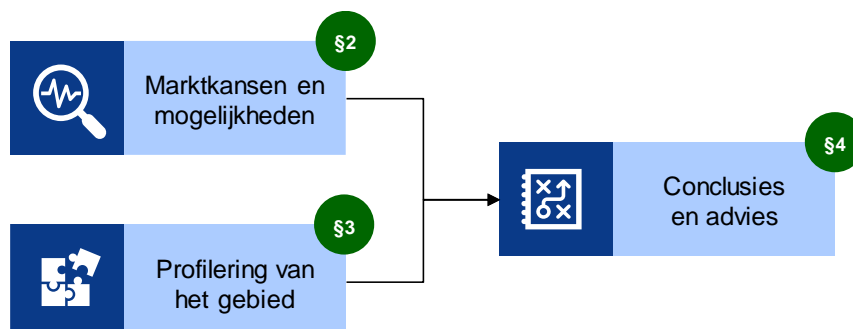 §2
Marktkansen en
mogelijkheden
§3
Profilering van
het gebied
§4
Conclusies
en advies